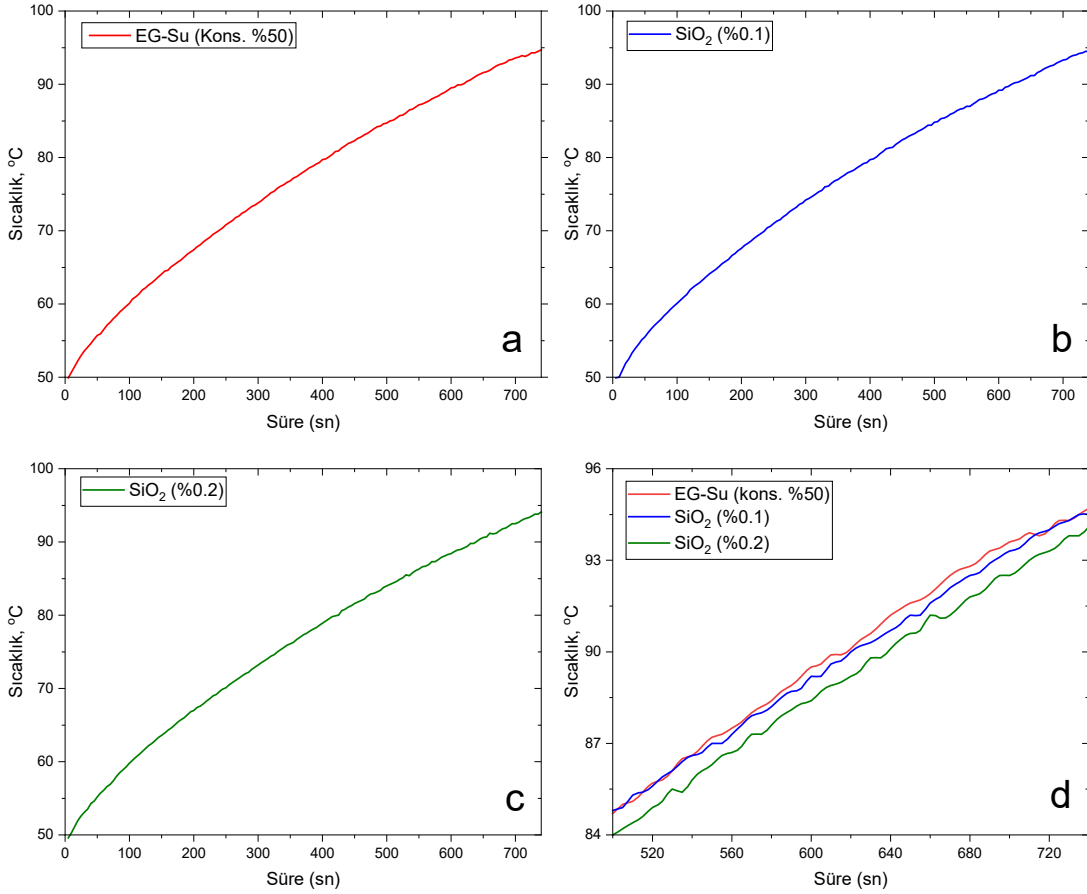 100
90
80
70
60
50
0 100 200 300 400 500 600 700
Sıcaklık, °C
Süre (sn)
EG-Su (Kons. %50)
a
100
90
80
70
60
50
0 100 200 300 400 500 600 700
Sıcaklık, °C
Süre (sn)
SiO₂ (%0.1)
b
100
90
80
70
60
50
0 100 200 300 400 500 600 700
Sıcaklık, °C
Süre (sn)
SiO₂ (%0.2)
c
96
93
90
87
84
520 560 600 640 680 720
Sıcaklık, °C
Süre (sn)
EG-Su (kons. %50)
SiO₂ (%0.1)
SiO₂ (%0.2)
d